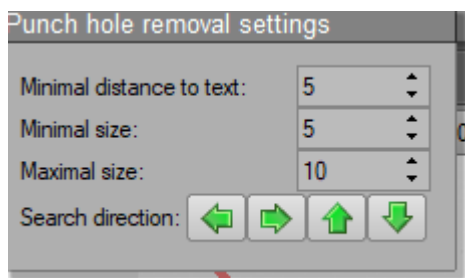 Punch hole removal settings
Minimal distance to text: 5
Minimal size: 5
Maximal size: 10
Search direction: